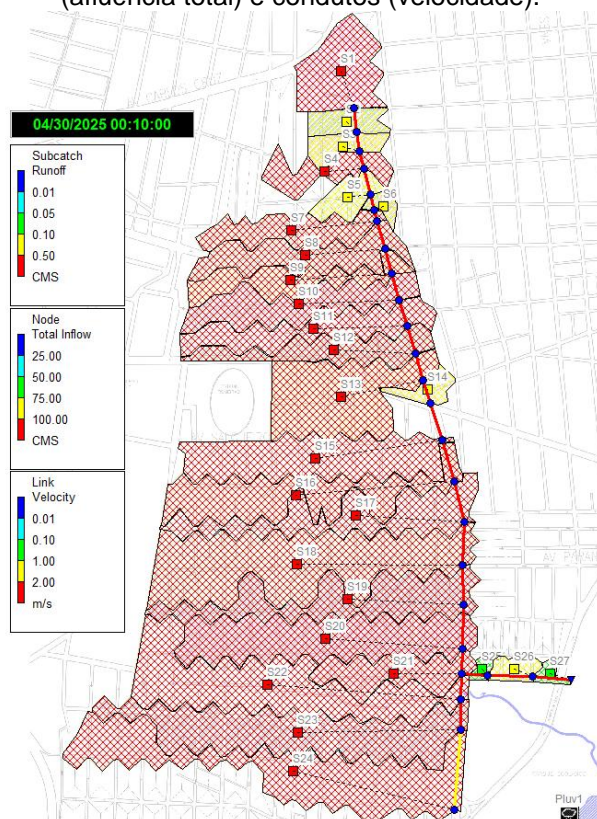 (afluência total) e condutos (velocidade).
S1
04/30/2025 00:10:00
Subcatch
Runoff
0.01
0.05
0.10
0.50
CMS
S3
S4
S5
S6
S7
S8
S9
S10
S11
S12
S13
S14
Node
Total Inflow
25.00
50.00
75.00
100.00
CMS
S15
S16
S17
Link
Velocity
0.01
0.10
1.00
2.00
m/s
S18
S19
S20
S21
S22
S23
S24
S25
S26
S27
Pluv1